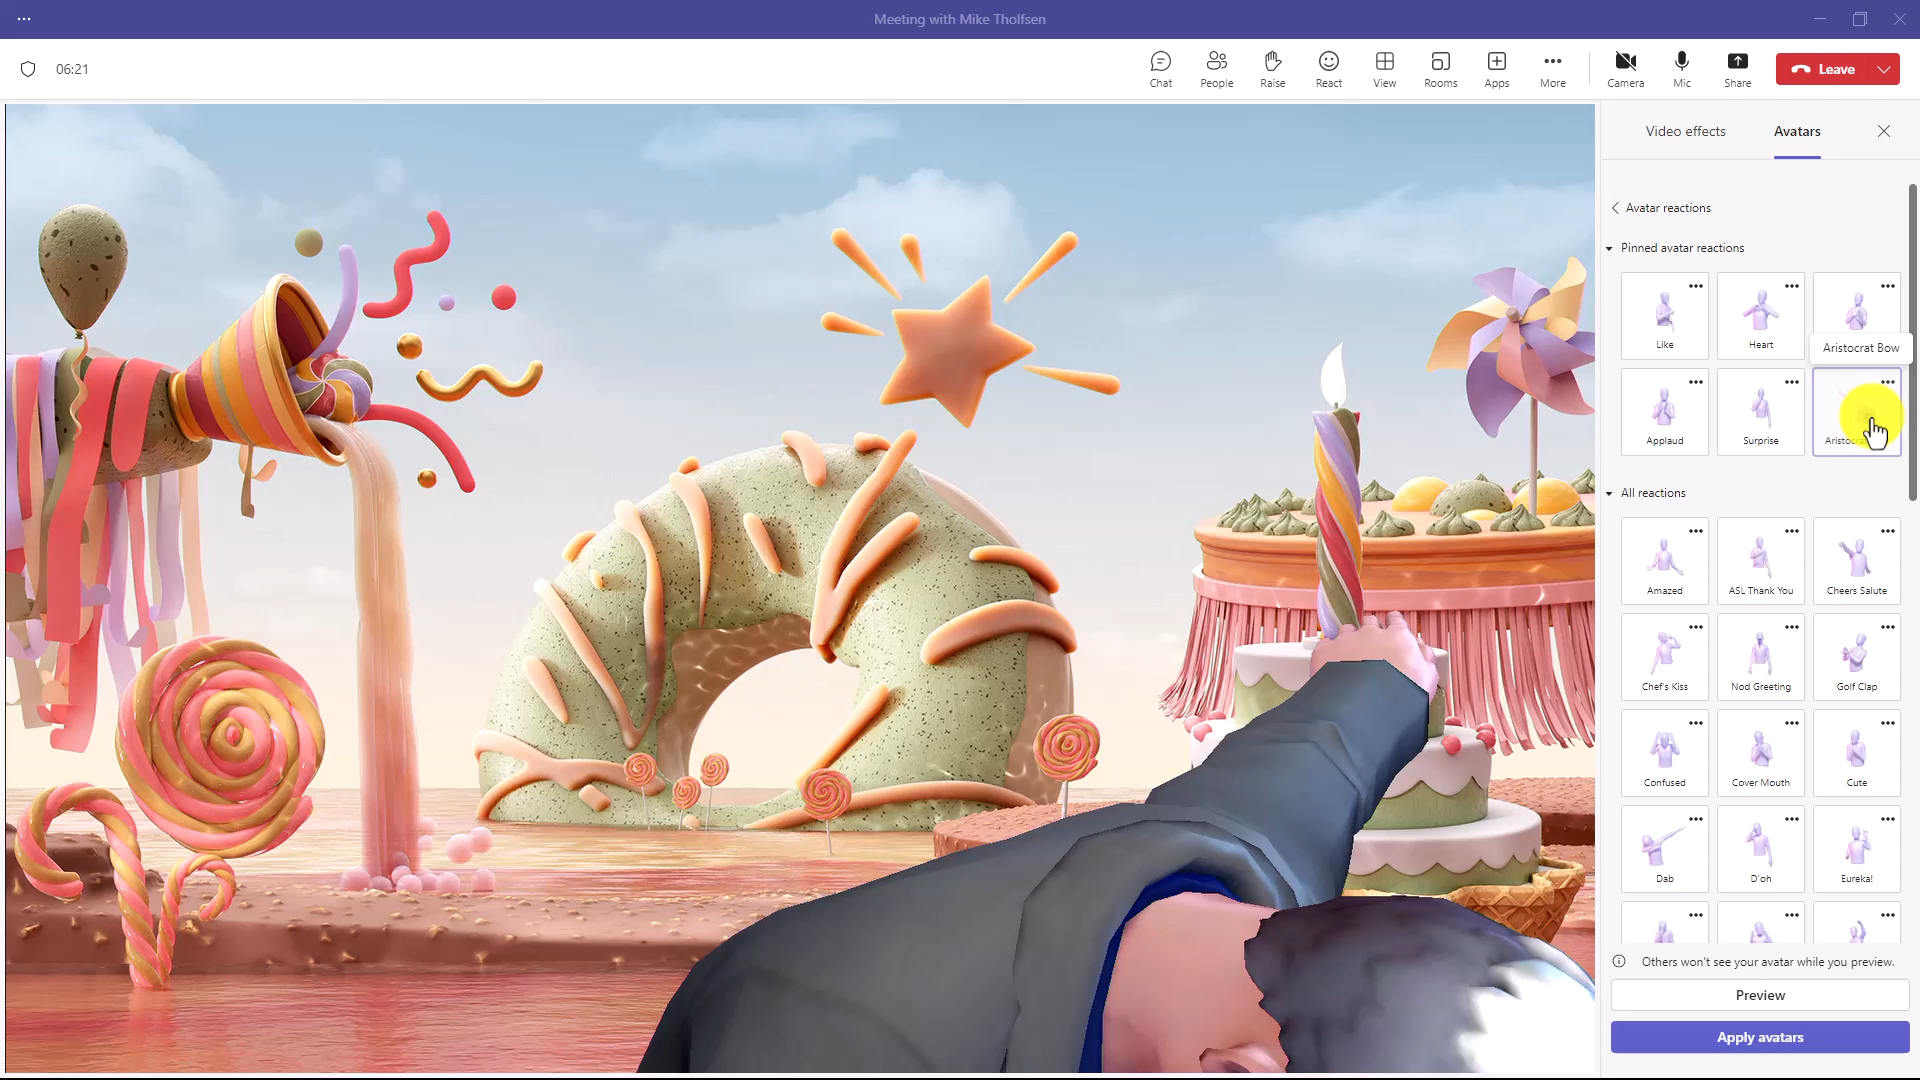 Meeting with Mike Tholfsen
06:21
Chat
People
Raise
React
View
Rooms
Apps
More
Camera
Mic
Share
Leave
Video effects
Avatars
Avatar reactions
Pinned avatar reactions
Like
Heart
Aristocrat Bow
Applaud
Surprise
All reactions
Amazed
ASL Thank You
Cheers Salute
Chef's Kiss
Nod Greeting
Golf Clap
Confused
Cover Mouth
Cute
Dab
D'oh
Eureka!
Others won't see your avatar while you preview.
Preview
Apply avatars